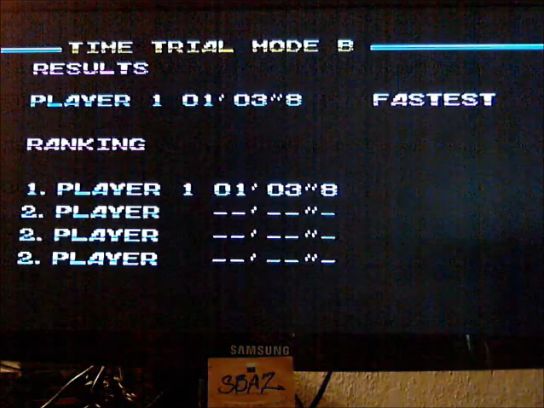 TIME TRIAL MODE B
RESULTS
PLAYER 1 01'03"8 FASTEST
RANKING
1. PLAYER 1 01'03"8
2. PLAYER --'--"-
2. PLAYER --'--"-
2. PLAYER --'--"-
SAMSUNG
SBAZ